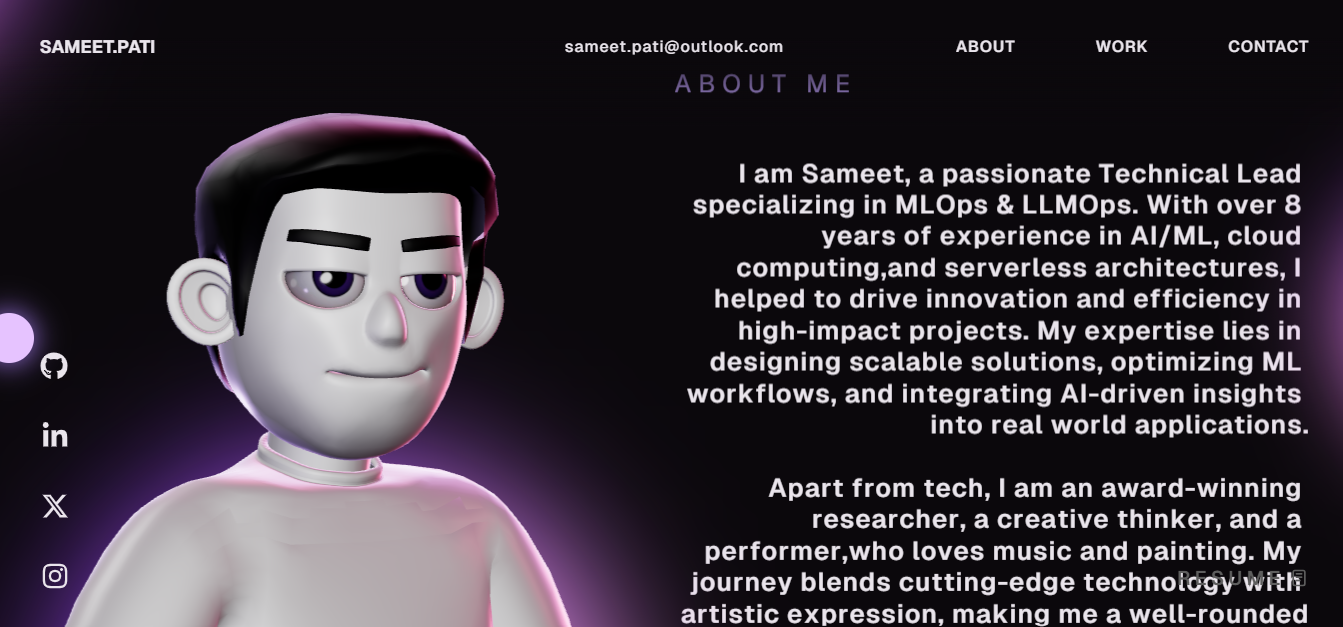 SAMEET.PATI
sameet.pati@outlook.com
ABOUT
WORK
CONTACT
ABOUT ME
I am Sameet, a passionate Technical Lead
specializing in MLOps & LLMOps. With over 8
years of experience in AI/ML, cloud
computing,and serverless architectures, I
helped to drive innovation and efficiency in
high-impact projects. My expertise lies in
designing scalable solutions, optimizing ML
workflows, and integrating AI-driven insights
into real world applications.
Apart from tech, I am an award-winning
researcher, a creative thinker, and a
performer,who loves music and painting. My
journey blends cutting-edge technology with
RESUME
artistic expression, making me a well-rounded